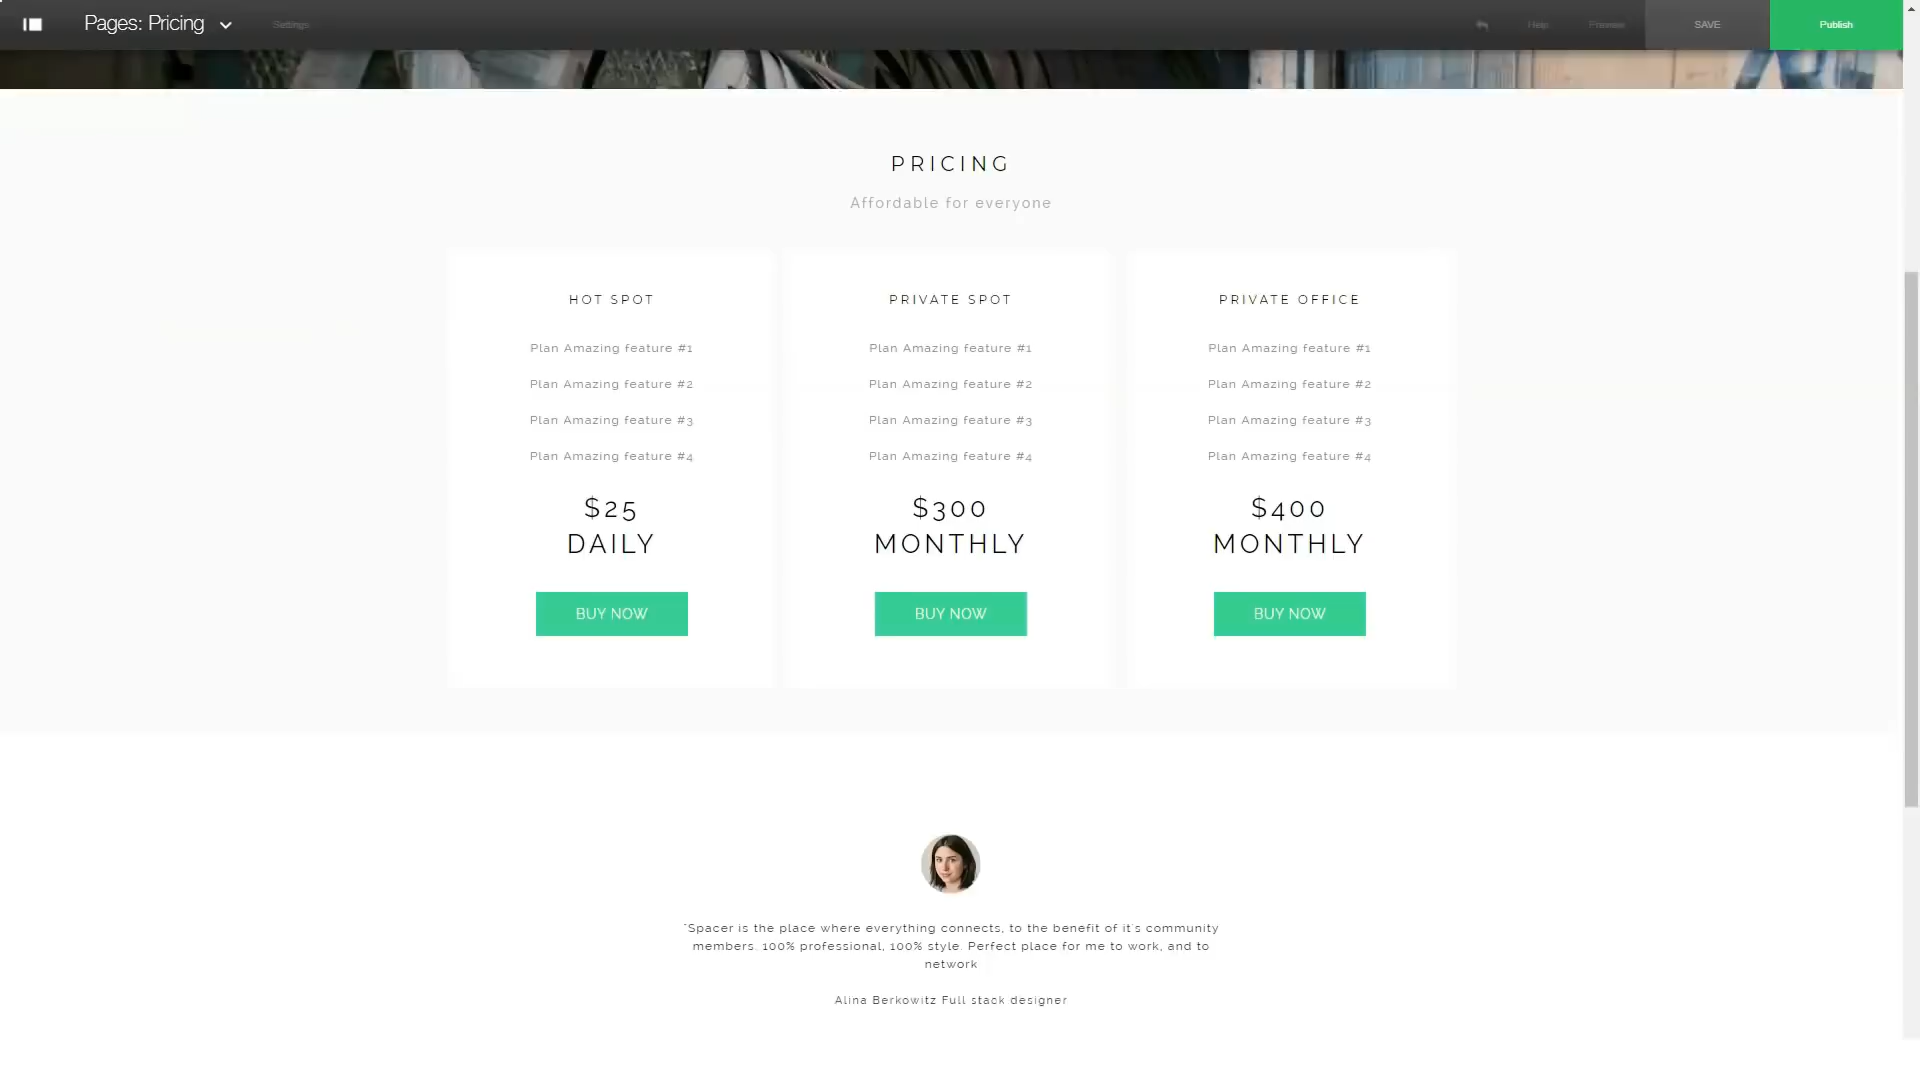 Pages: Pricing
Settings
Help
Preview
SAVE
Publish
PRICING
Affordable for everyone
HOT SPOT
Plan Amazing feature #1
Plan Amazing feature #2
Plan Amazing feature #3
Plan Amazing feature #4
$25
DAILY
BUY NOW
PRIVATE SPOT
Plan Amazing feature #1
Plan Amazing feature #2
Plan Amazing feature #3
Plan Amazing feature #4
$300
MONTHLY
BUY NOW
PRIVATE OFFICE
Plan Amazing feature #1
Plan Amazing feature #2
Plan Amazing feature #3
Plan Amazing feature #4
$400
MONTHLY
BUY NOW
"Spacer is the place where everything connects, to the benefit of it's community
members. 100% professional, 100% style. Perfect place for me to work, and to
network
Alina Berkowitz Full stack designer